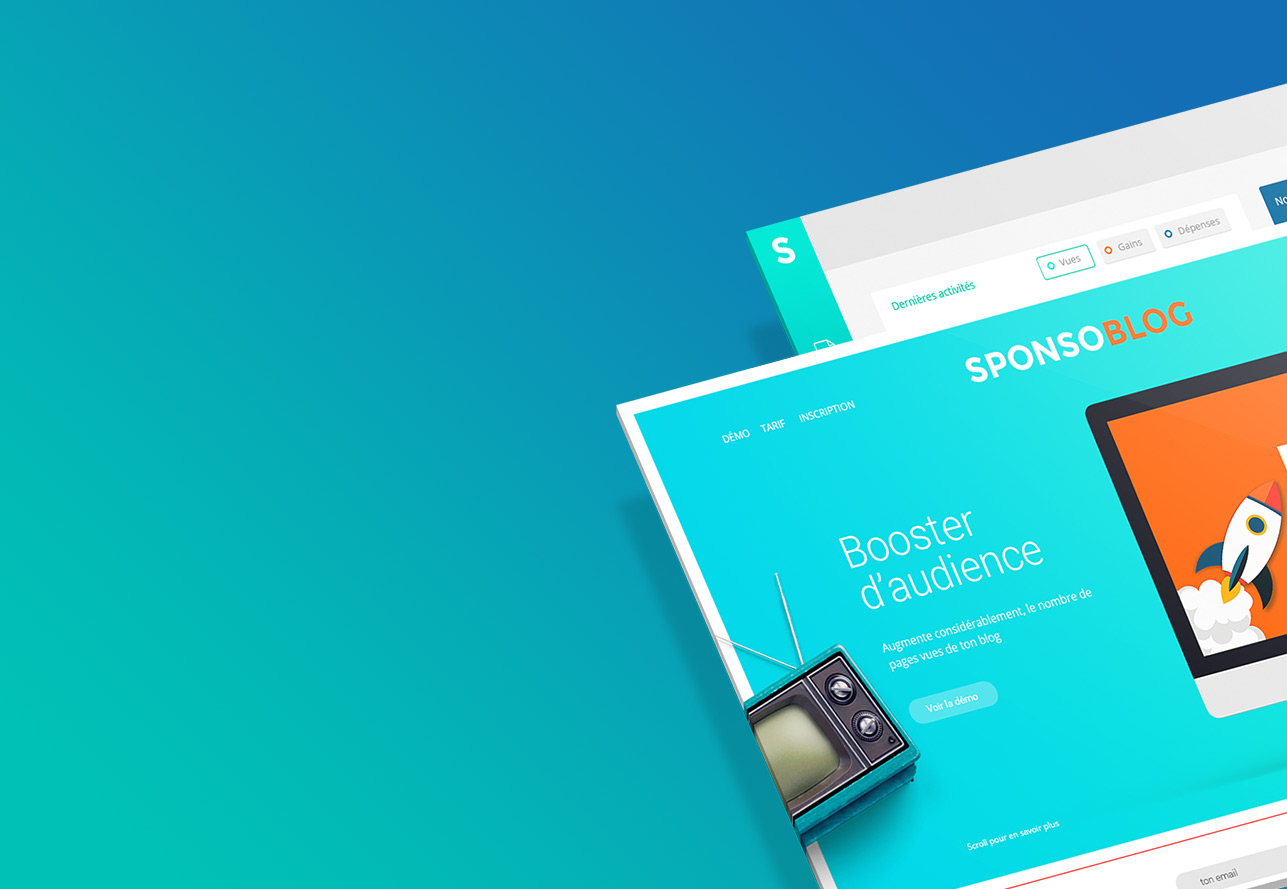 S
Dernières activités
Vues
Gains
Dépenses
SPONSOBLOG
DÉMO TARIF INSCRIPTION
Booster
d'audience
Augmente considérablement, le nombre de
pages vues de ton blog
Voir la démo
Scroll pour en savoir plus
ton email